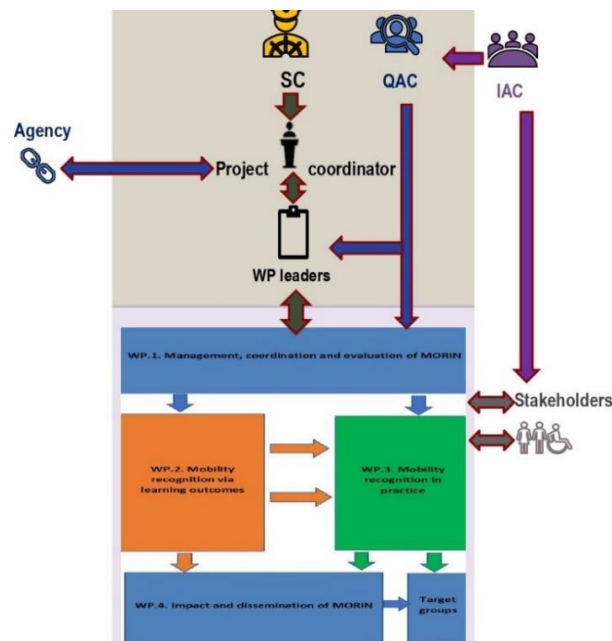 SC
QAC
IAC
Agency
Project coordinator
WP leaders
WP.1. Management, coordination and evaluation of MORIN
Stakeholders
WP.2. Mobility
recognition via
learning outcomes
WP.3. Mobility
recognition in
practice
WP.4. Impact and dissemination of MORIN
Target
groups